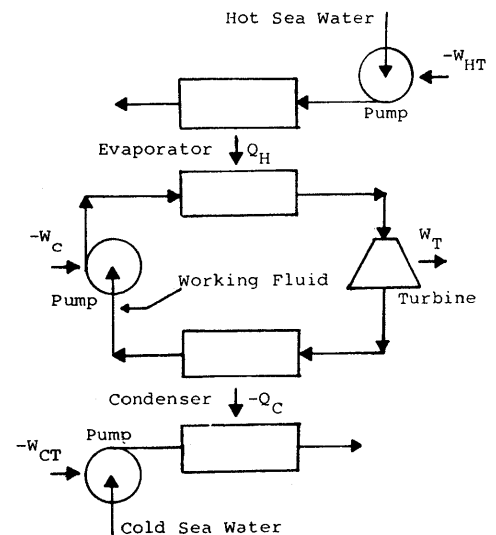 Hot Sea Water
-W_HT
Pump
Evaporator
Q_H
-W_c
W_T
Working Fluid
Pump
Turbine
Condenser
-Q_C
-W_CT
Pump
Cold Sea Water